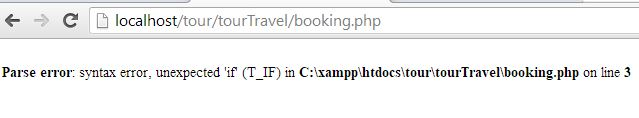 localhost/tour/tourTravel/booking.php
Parse error: syntax error, unexpected 'if' (T_IF) in C:\xampp\htdocs\tour\tourTravel\booking.php on line 3